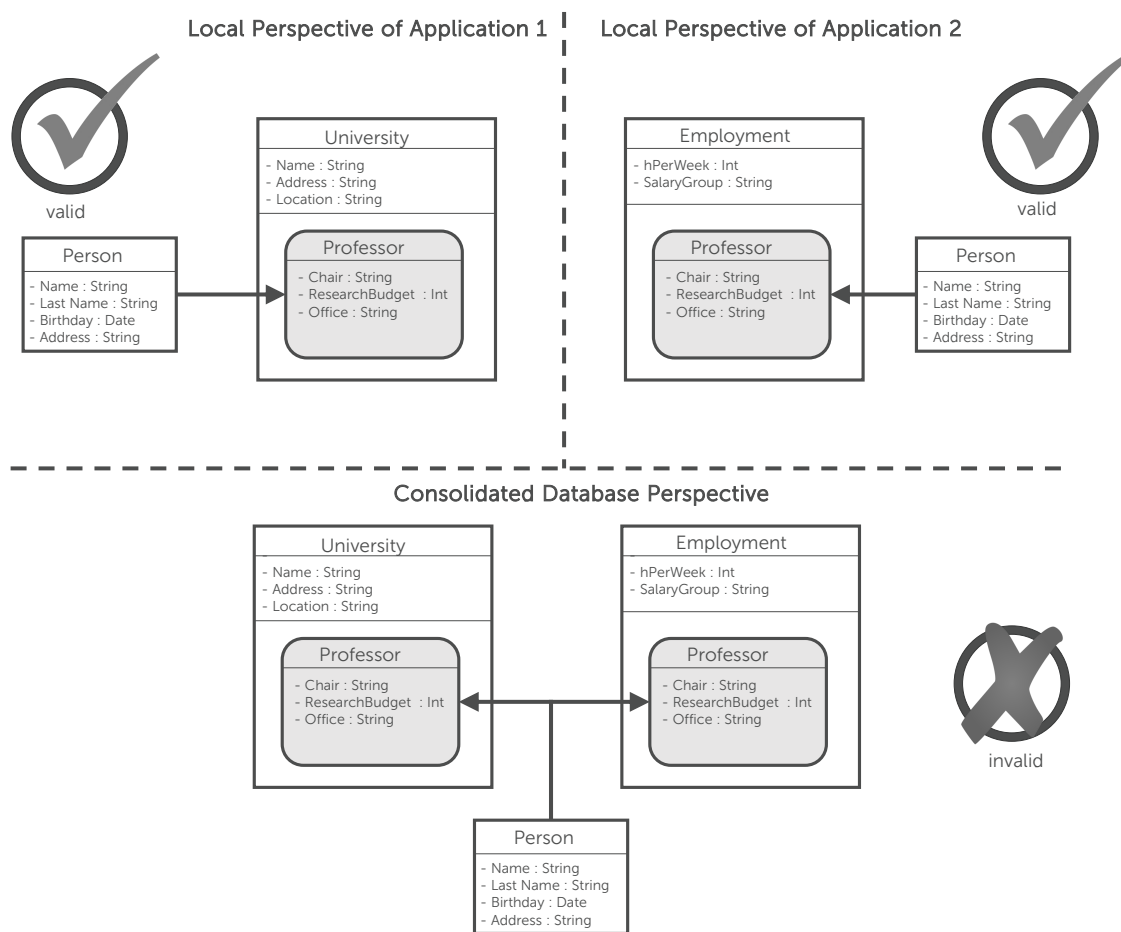 Local Perspective of Application 1
Local Perspective of Application 2
valid
University
- Name : String
- Address : String
- Location : String
Professor
- Chair : String
- ResearchBudget : Int
- Office : String
Person
- Name : String
- Last Name : String
- Birthday : Date
- Address : String
Employment
- hPerWeek : Int
- SalaryGroup : String
Professor
- Chair : String
- ResearchBudget : Int
- Office : String
valid
Person
- Name : String
- Last Name : String
- Birthday : Date
- Address : String
Consolidated Database Perspective
University
-
- Name : String
- Address : String
- Location : String
Professor
- Chair : String
- ResearchBudget : Int
- Office : String
Employment
-
- hPerWeek : Int
- SalaryGroup : String
Professor
- Chair : String
- ResearchBudget : Int
- Office : String
invalid
Person
- Name : String
- Last Name : String
- Birthday : Date
- Address : String